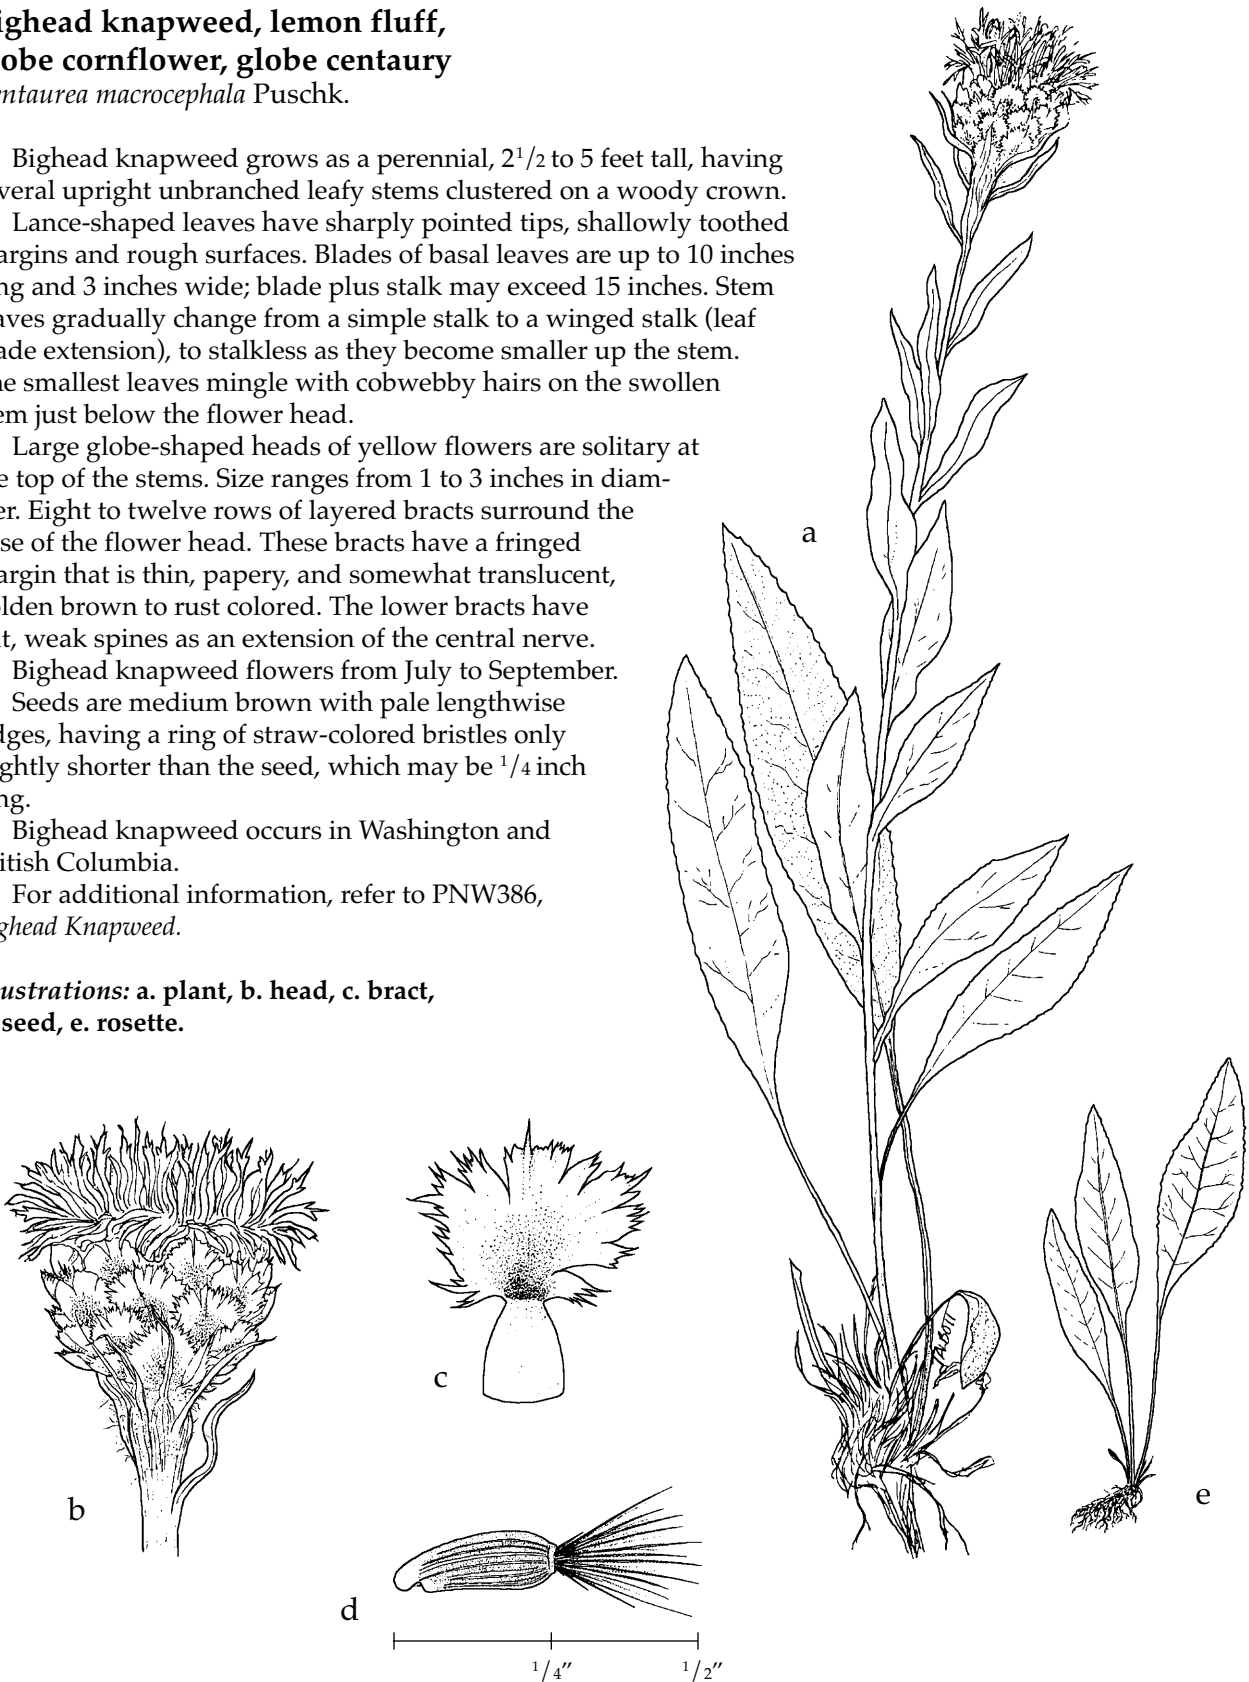 ighead knapweed, lemon fluff,
obe cornflower, globe centaury
entaurea macrocephala Puschk.
Bighead knapweed grows as a perennial, 2 1/2 to 5 feet tall, having
veral upright unbranched leafy stems clustered on a woody crown.
Lance-shaped leaves have sharply pointed tips, shallowly toothed
argins and rough surfaces. Blades of basal leaves are up to 10 inches
ng and 3 inches wide; blade plus stalk may exceed 15 inches. Stem
aves gradually change from a simple stalk to a winged stalk (leaf
ade extension), to stalkless as they become smaller up the stem.
he smallest leaves mingle with cobwebby hairs on the swollen
em just below the flower head.
Large globe-shaped heads of yellow flowers are solitary at
e top of the stems. Size ranges from 1 to 3 inches in diam-
er. Eight to twelve rows of layered bracts surround the
se of the flower head. These bracts have a fringed
argin that is thin, papery, and somewhat translucent,
olden brown to rust colored. The lower bracts have
t, weak spines as an extension of the central nerve.
Bighead knapweed flowers from July to September.
Seeds are medium brown with pale lengthwise
dges, having a ring of straw-colored bristles only
ghtly shorter than the seed, which may be 1/4 inch
ng.
Bighead knapweed occurs in Washington and
itish Columbia.
For additional information, refer to PNW386,
ghead Knapweed.
ustrations: a. plant, b. head, c. bract,
seed, e. rosette.
a
b
c
d
e
TALBOTT
1/4″
1/2″